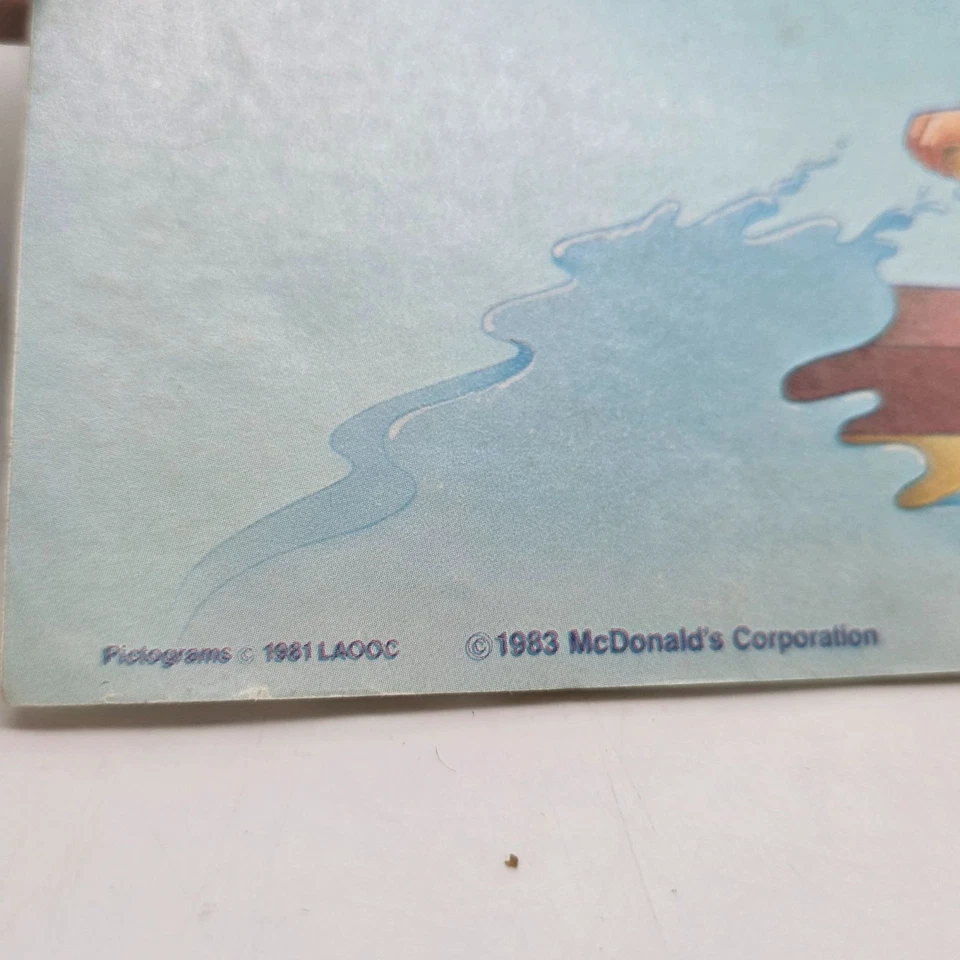 Pictograms © 1981 LAOOC
© 1983 McDonald's Corporation